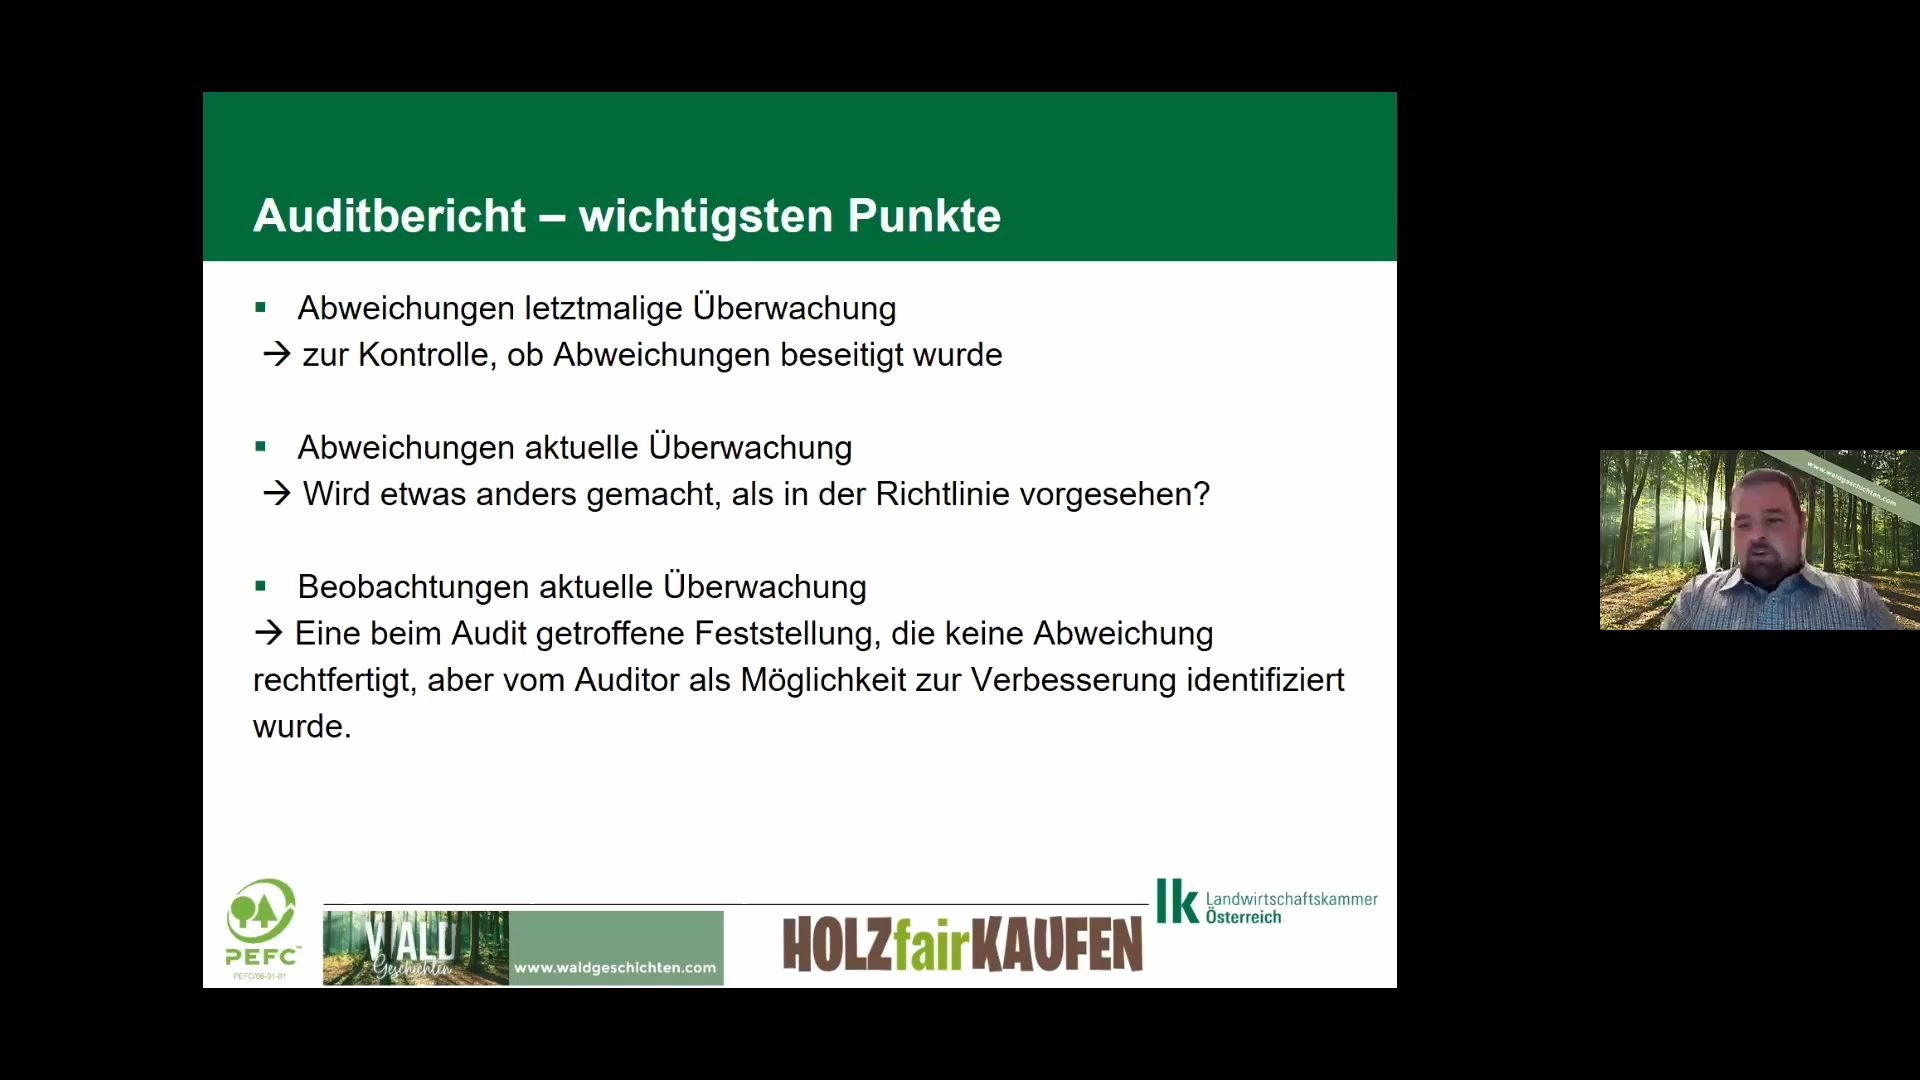 Auditbericht – wichtigsten Punkte
▪ Abweichungen letztmalige Überwachung
→ zur Kontrolle, ob Abweichungen beseitigt wurde
▪ Abweichungen aktuelle Überwachung
→ Wird etwas anders gemacht, als in der Richtlinie vorgesehen?
▪ Beobachtungen aktuelle Überwachung
→ Eine beim Audit getroffene Feststellung, die keine Abweichung
rechtfertigt, aber vom Auditor als Möglichkeit zur Verbesserung identifiziert
wurde.
www.waldgeschichten.com
W
PEFC™
PEFC/06-01-01
WALD
Geschichten
www.waldgeschichten.com
HOLZfairKAUFEN
lk Landwirtschaftskammer
Österreich